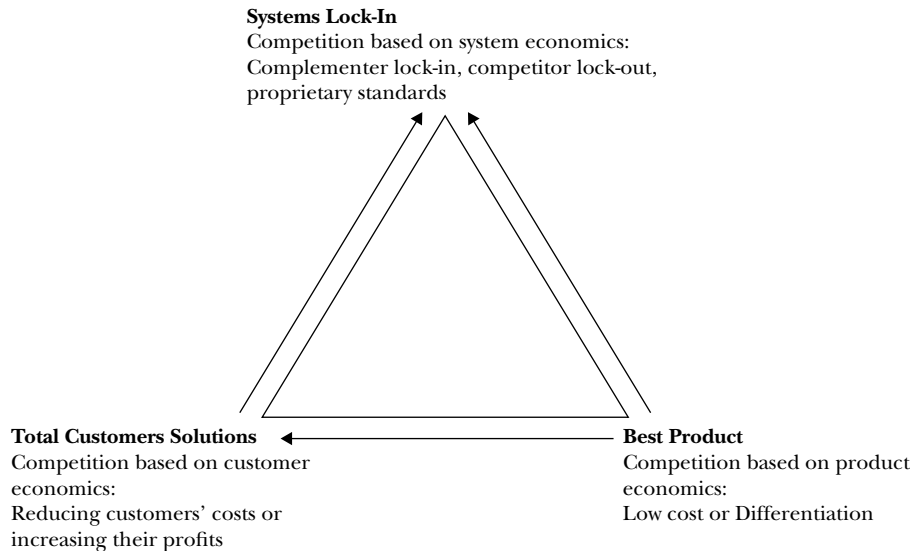 Systems Lock-In
Competition based on system economics:
Complementer lock-in, competitor lock-out,
proprietary standards
Total Customers Solutions
Competition based on customer
economics:
Reducing customers’ costs or
increasing their profits
Best Product
Competition based on product
economics:
Low cost or Differentiation